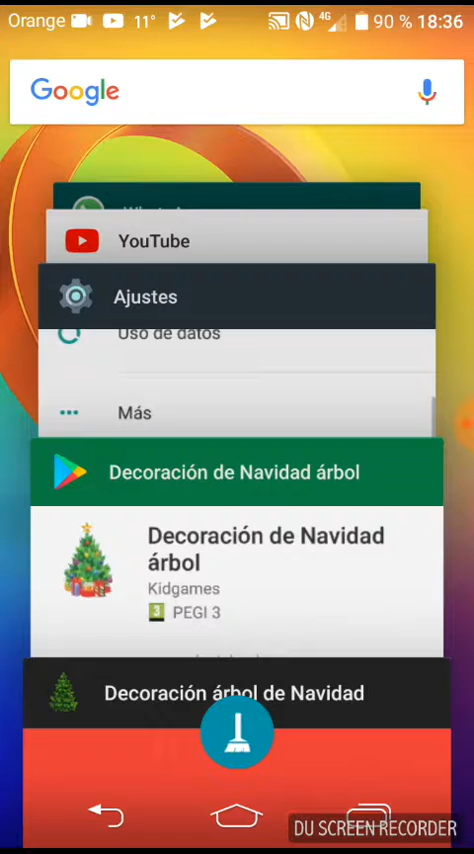 Orange 11° 4G 90 % 18:36
Google
YouTube
Ajustes
Uso de datos
Más
Decoración de Navidad árbol
Decoración de Navidad
árbol
Kidgames
3 PEGI 3
Decoración árbol de Navidad
DU SCREEN RECORDER